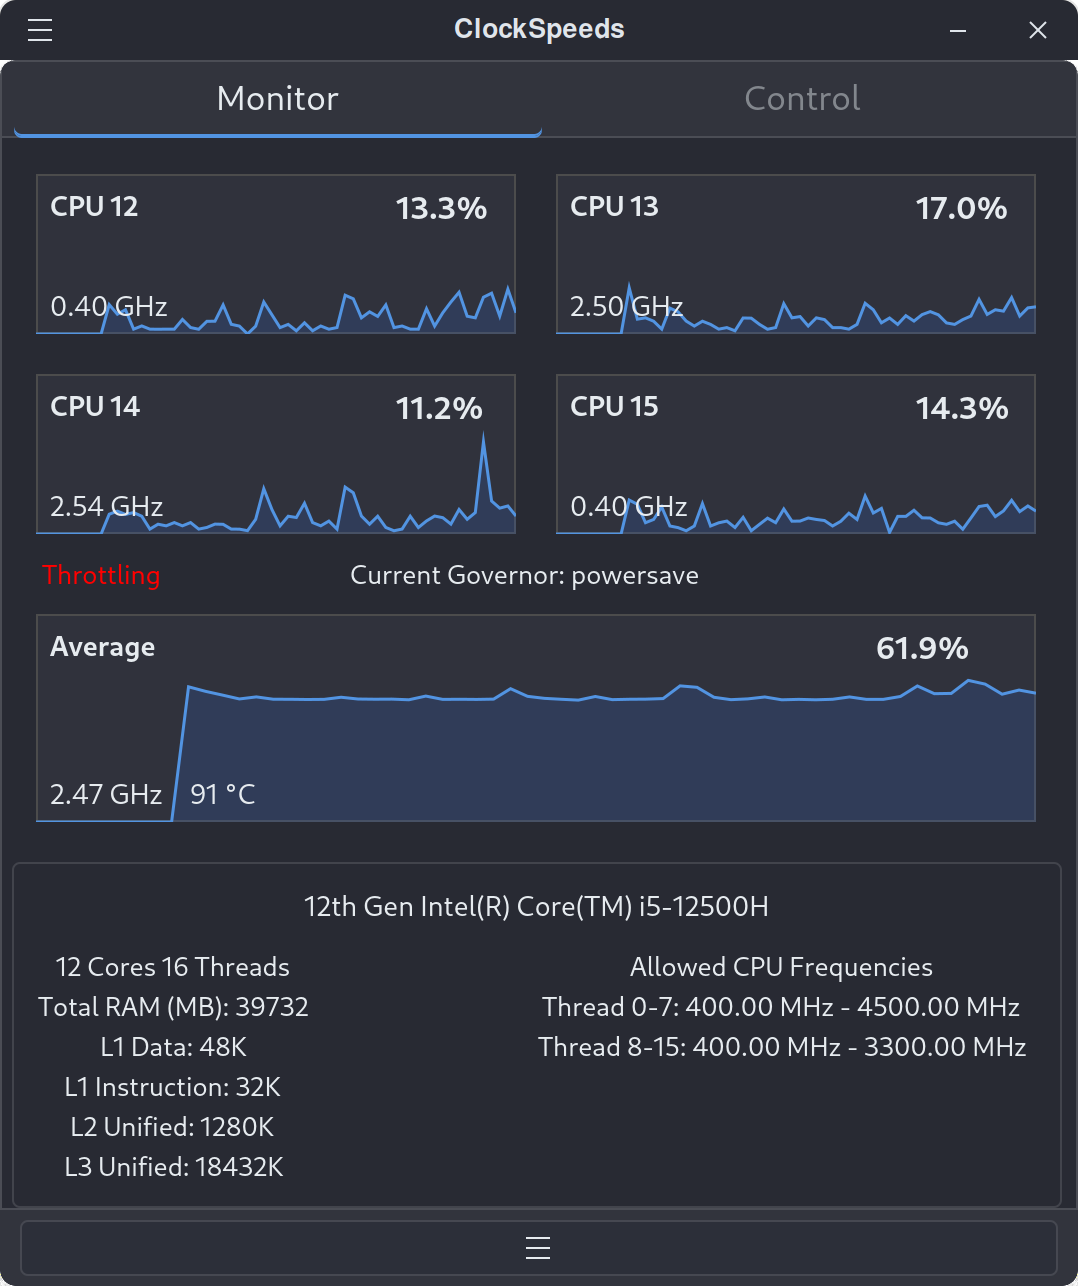 ClockSpeeds
Monitor
Control
CPU 12
13.3%
0.40 GHz
CPU 13
17.0%
2.50 GHz
CPU 14
11.2%
2.54 GHz
CPU 15
14.3%
0.40 GHz
Throttling
Current Governor: powersave
Average
61.9%
2.47 GHz
91 °C
12th Gen Intel(R) Core(TM) i5-12500H
12 Cores 16 Threads
Total RAM (MB): 39732
L1 Data: 48K
L1 Instruction: 32K
L2 Unified: 1280K
L3 Unified: 18432K
Allowed CPU Frequencies
Thread 0-7: 400.00 MHz - 4500.00 MHz
Thread 8-15: 400.00 MHz - 3300.00 MHz